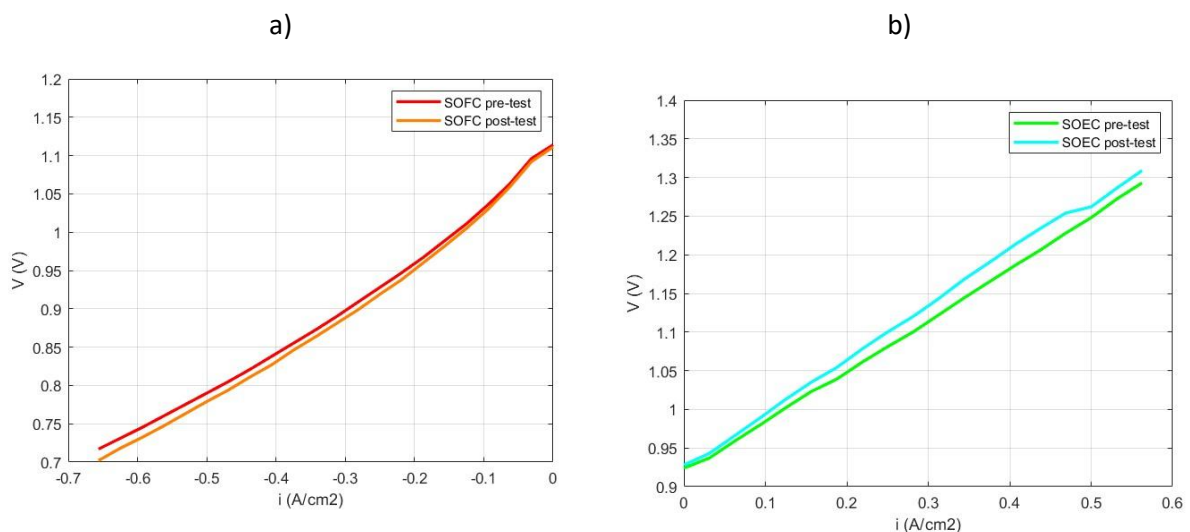 a)
1.2
1.15
1.1
1.05
1
0.95
0.9
0.85
0.8
0.75
0.7
V (V)
-0.7 -0.6 -0.5 -0.4 -0.3 -0.2 -0.1 0
i (A/cm2)
SOFC pre-test
SOFC post-test
b)
1.4
1.35
1.3
1.25
1.2
1.15
1.1
1.05
1
0.95
0.9
V (V)
0 0.1 0.2 0.3 0.4 0.5 0.6
i (A/cm2)
SOEC pre-test
SOEC post-test